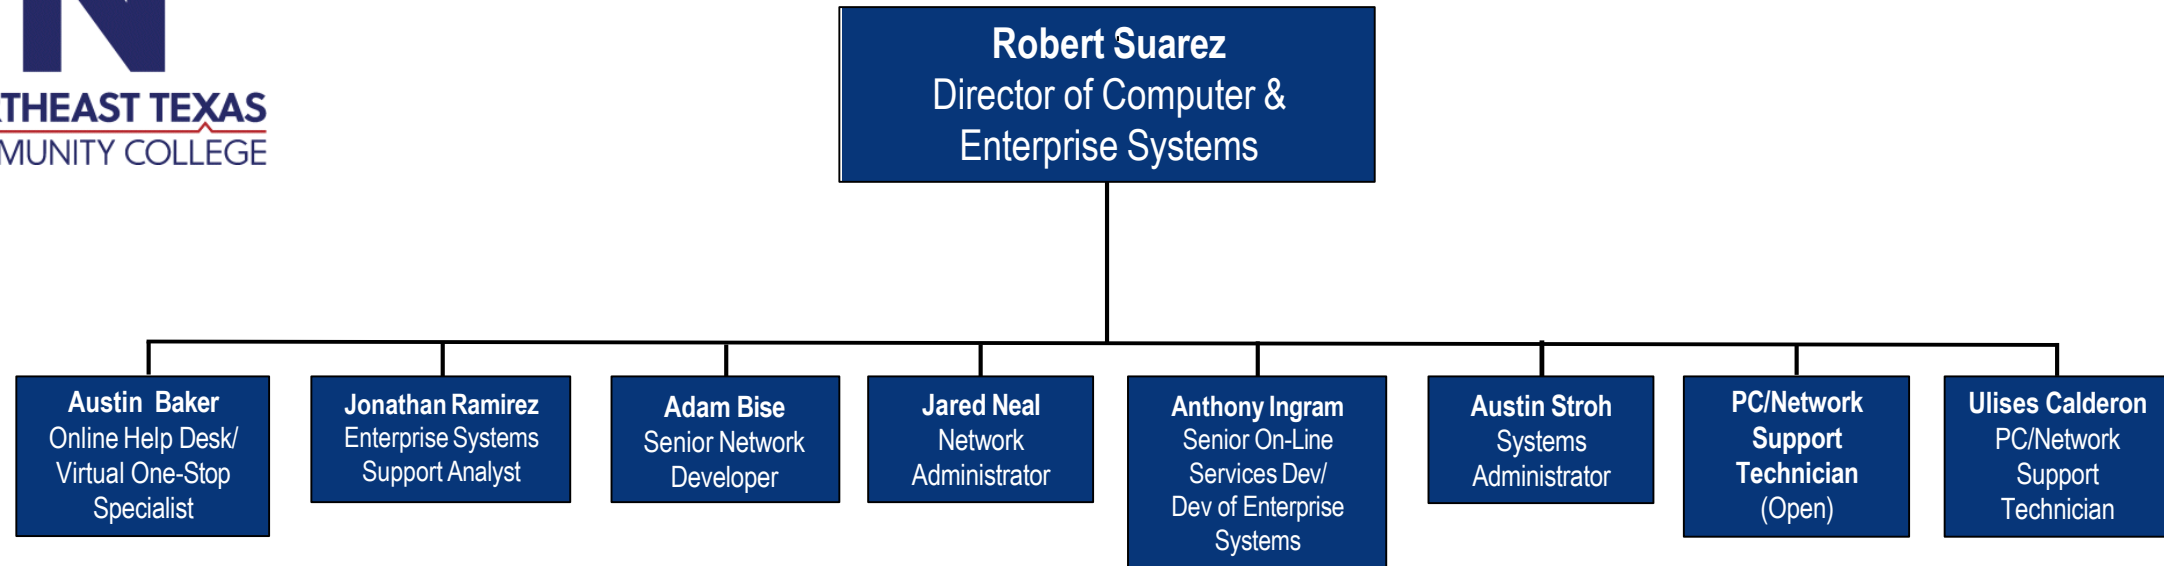 THEAST TEXAS
MUNITY COLLEGE
Robert Suarez
Director of Computer &
Enterprise Systems
Austin Baker
Online Help Desk/
Virtual One-Stop
Specialist
Jonathan Ramirez
Enterprise Systems
Support Analyst
Adam Bise
Senior Network
Developer
Jared Neal
Network
Administrator
Anthony Ingram
Senior On-Line
Services Dev/
Dev of Enterprise
Systems
Austin Stroh
Systems
Administrator
PC/Network
Support
Technician
(Open)
Ulises Calderon
PC/Network
Support
Technician